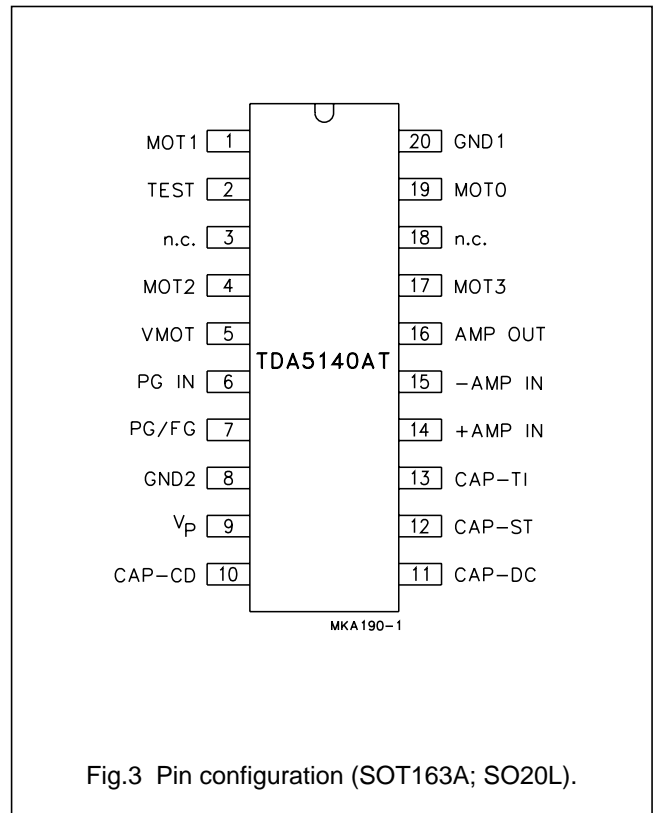 MOT1 1 20 GND1
TEST 2 19 MOT0
n.c. 3 18 n.c.
MOT2 4 17 MOT3
VMOT 5 16 AMP OUT
TDA5140AT
PG IN 6 15 -AMP IN
PG/FG 7 14 +AMP IN
GND2 8 13 CAP-TI
VP 9 12 CAP-ST
CAP-CD 10 11 CAP-DC
MKA190-1
Fig.3 Pin configuration (SOT163A; SO20L).